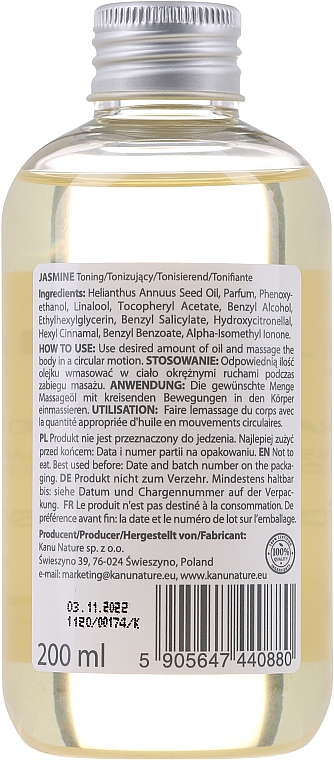 JASMINE Toning/Tonizujący/Tonisierend/Tonifiante
Ingredients: Helianthus Annuus Seed Oil, Parfum, Phenoxy-
ethanol, Linalool, Tocopheryl Acetate, Benzyl Alcohol,
Ethylhexylglycerin, Benzyl Salicylate, Hydroxycitronellal,
Hexyl Cinnamal, Benzyl Benzoate, Alpha-Isomethyl Ionone.
HOW TO USE: Use desired amount of oil and massage the
body in a circular motion. STOSOWANIE: Odpowiednią ilość
olejku wmasować w ciało okrężnymi ruchami podczas
zabiegu masażu. ANWENDUNG: Die gewünschte Menge
Massageöl mit kreisenden Bewegungen in den Körper
einmassieren. UTILISATION: Faire lemassage du corps avec
la quantité appropriée d'huile en mouvements circulaires.
PL Produkt nie jest przeznaczony do jedzenia. Najlepiej zużyć
przed końcem: Data i numer partii na opakowaniu. EN Not to
eat. Best used before: Date and batch number on the packa-
ging. DE Produkt nicht zum Verzehr. Mindestens haltbar
bis: siehe Datum und Chargennummer auf der Verpac-
kung. FR Le produit n'est pas destiné à la consommation. De
préférence avant fin: la date et le numéro de lot sur l'emballage.
Producent/Producer/Hergestellt von/Fabricant:
Kanu Nature sp. z o.o.
Świeszyno 39, 76-024 Świeszyno, Poland
e-mail: marketing@kanunature.eu, www.kanunature.eu
100%
QUALITY
03.11.2022
1120/00174/K
200 ml
5 905647 440880